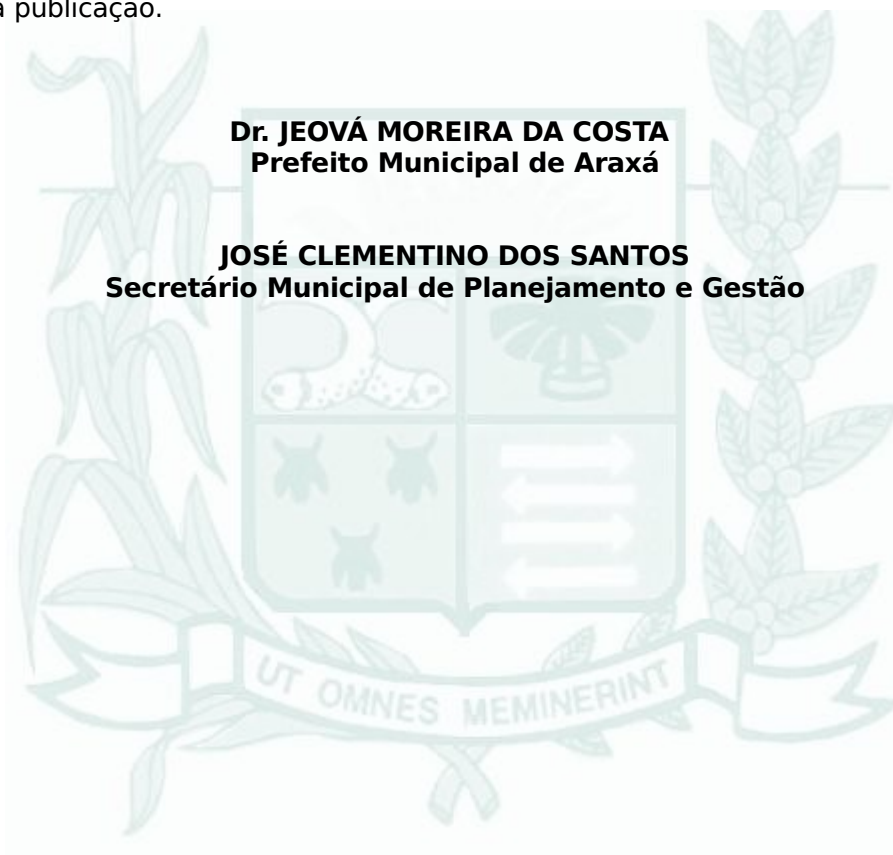 a publicação.
Dr. JEOVÁ MOREIRA DA COSTA
Prefeito Municipal de Araxá
JOSÉ CLEMENTINO DOS SANTOS
Secretário Municipal de Planejamento e Gestão
UT OMNES MEMINERINT